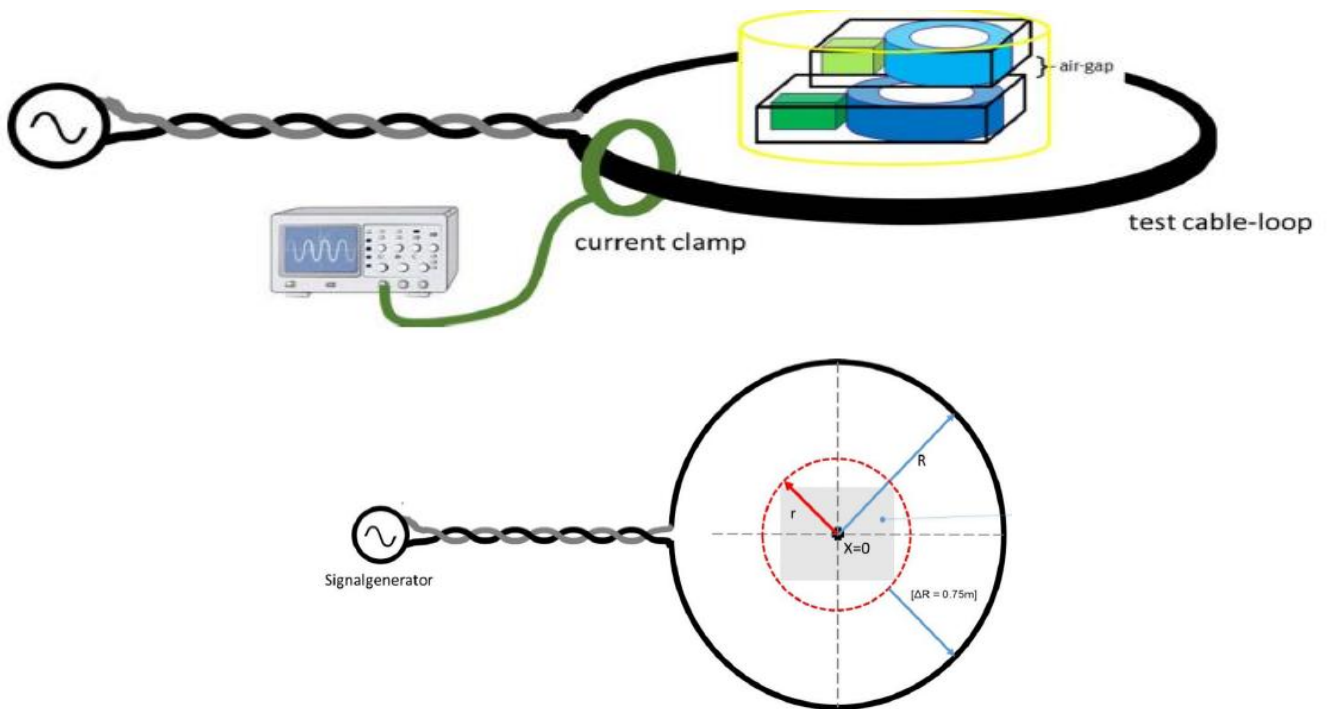 air-gap
test cable-loop
current clamp
R
r
X=0
[ΔR = 0.75m]
Signalgenerator